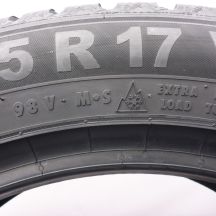 5 R 17 V
98 V · M·S EXTRA LOAD